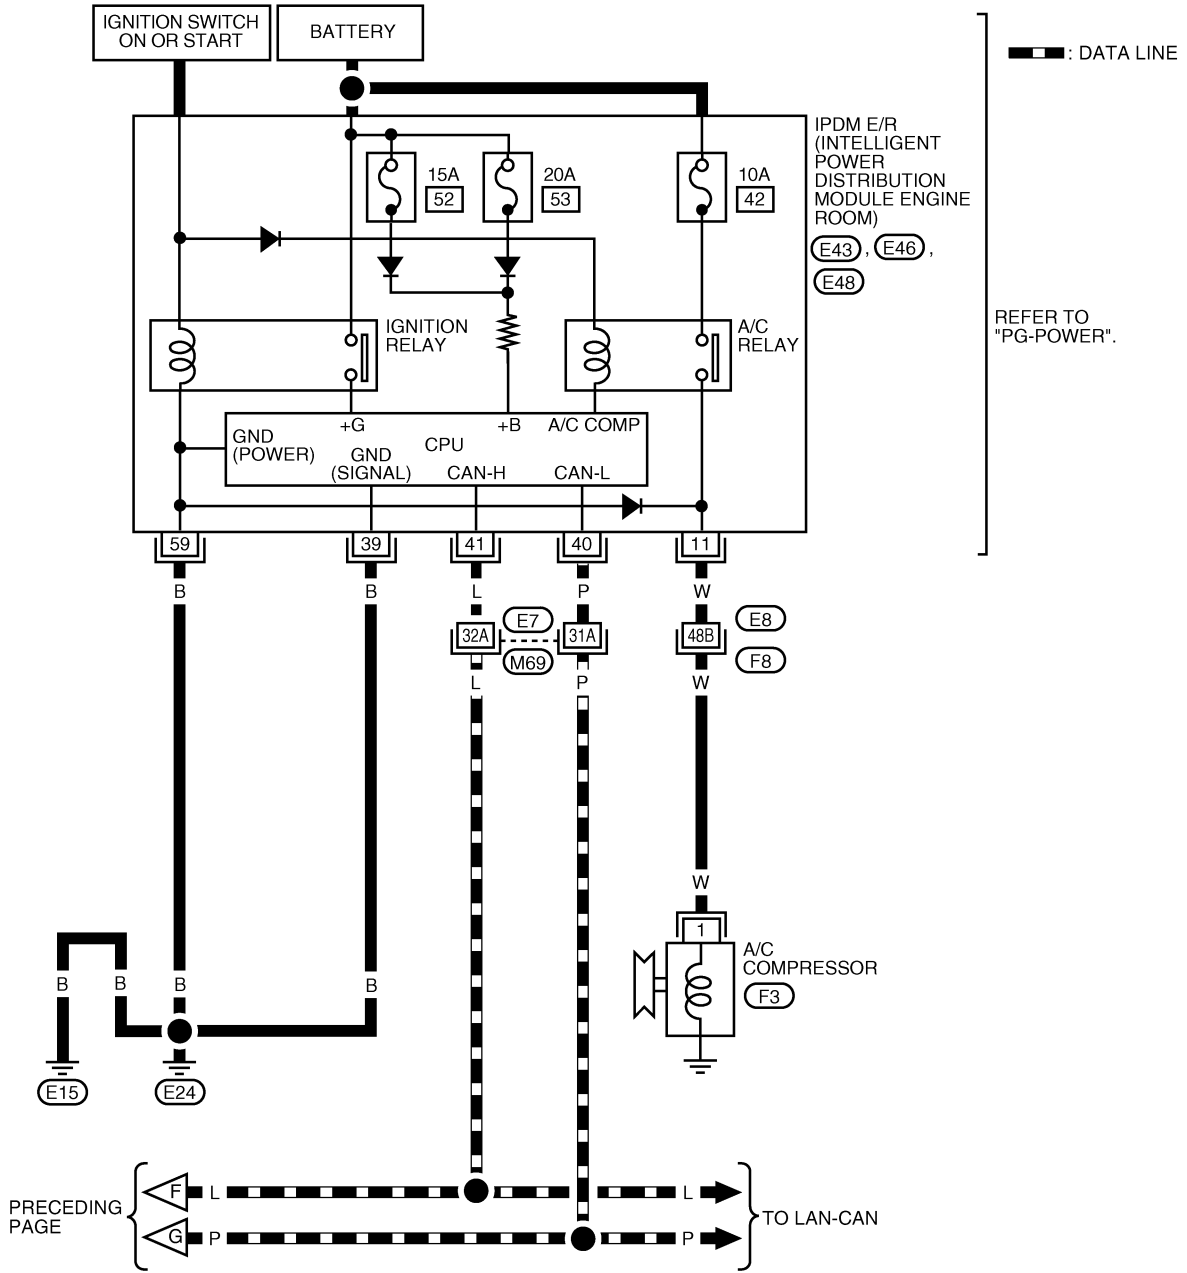 IGNITION SWITCH
ON OR START
BATTERY
: DATA LINE
IPDM E/R
(INTELLIGENT
POWER
DISTRIBUTION
MODULE ENGINE
ROOM)
E43 , E46 ,
E48
15A
52
20A
53
10A
42
REFER TO
"PG-POWER".
IGNITION
RELAY
A/C
RELAY
+G
+B
A/C COMP
GND
(POWER)
CPU
GND
(SIGNAL)
CAN-H
CAN-L
59
39
41
40
11
B
B
L
P
W
32A
E7
M69
31A
48B
E8
F8
L
P
W
W
1
A/C
COMPRESSOR
F3
B
B
B
B
E15
E24
PRECEDING
PAGE
F
L
L
G
P
P
TO LAN-CAN